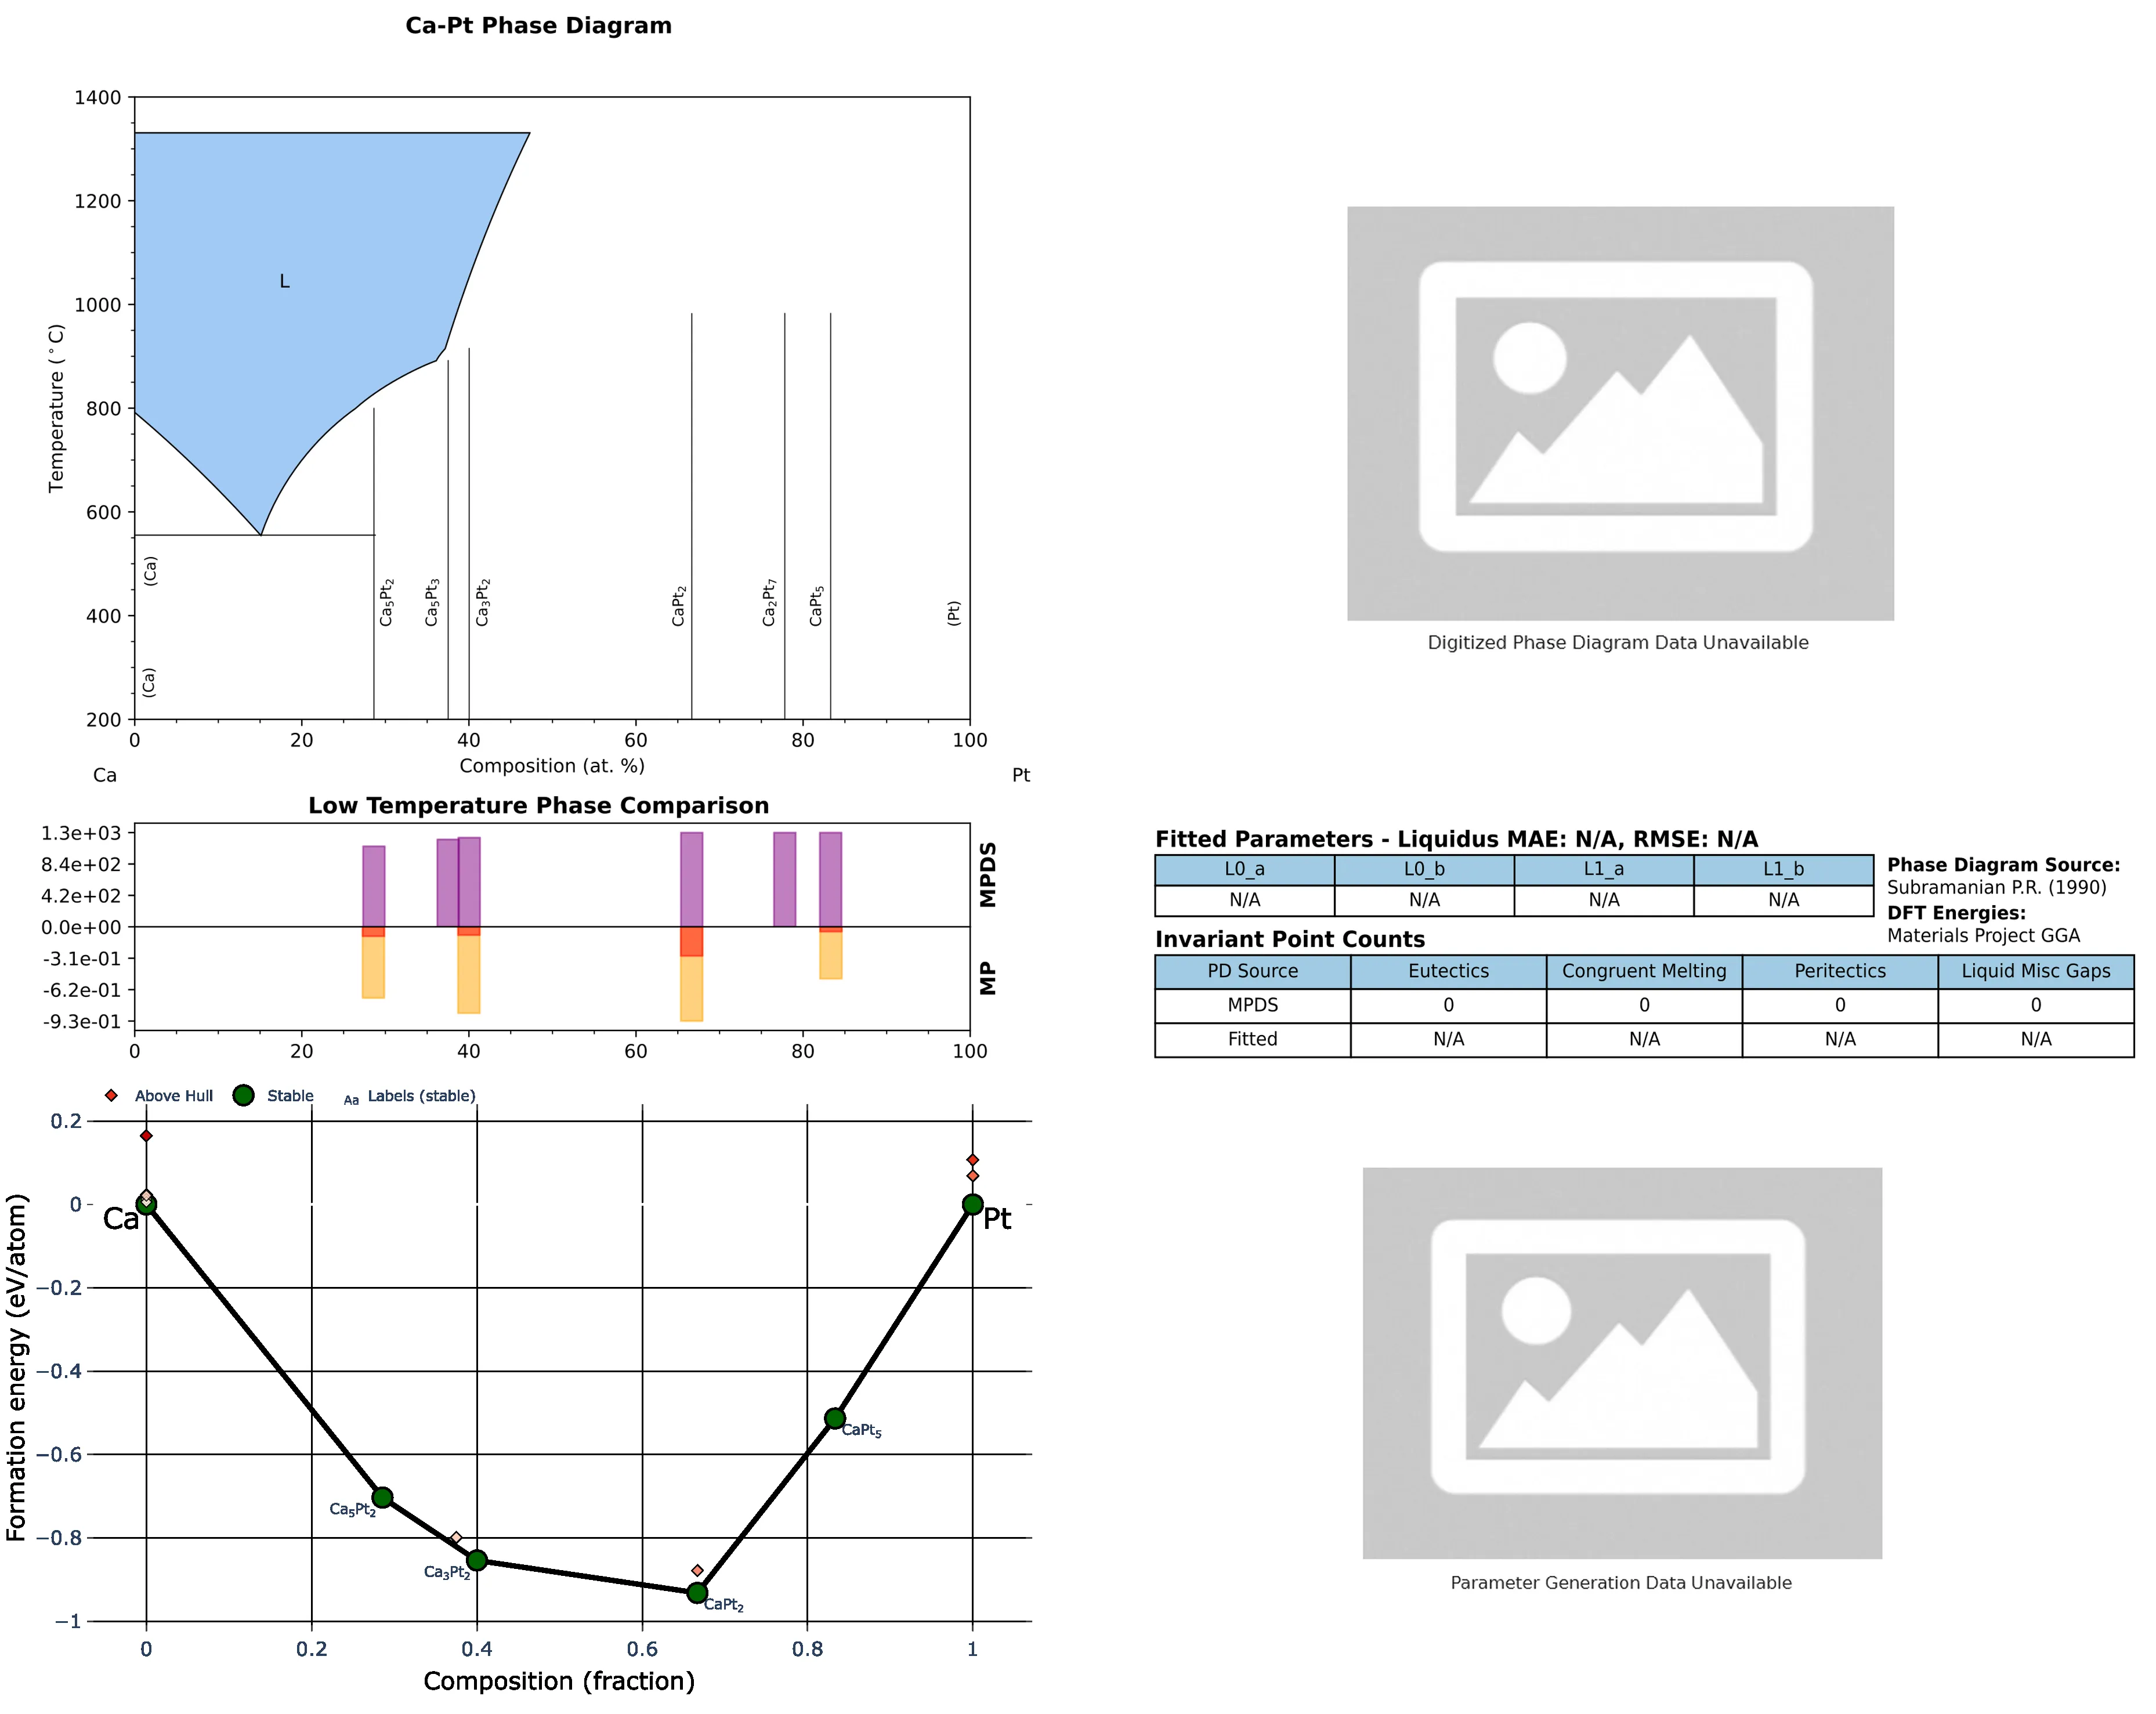 Ca-Pt Phase Diagram
1400
1200
1000
800
600
400
200
Temperature (°C)
L
(Ca)
(Ca)
Ca₅Pt₂
Ca₅Pt₃
Ca₃Pt₂
CaPt₂
Ca₂Pt₇
CaPt₅
(Pt)
0 20 40 60 80 100
Composition (at. %)
Ca Pt
Digitized Phase Diagram Data Unavailable
Low Temperature Phase Comparison
1.3e+03
8.4e+02
4.2e+02
0.0e+00
-3.1e-01
-6.2e-01
-9.3e-01
MPDS
MP
0 20 40 60 80 100
Fitted Parameters - Liquidus MAE: N/A, RMSE: N/A
L0_a L0_b L1_a L1_b
N/A N/A N/A N/A
Phase Diagram Source:
Subramanian P.R. (1990)
DFT Energies:
Materials Project GGA
Invariant Point Counts
PD Source Eutectics Congruent Melting Peritectics Liquid Misc Gaps
MPDS 0 0 0 0
Fitted N/A N/A N/A N/A
Above Hull Stable Aa Labels (stable)
0.2
0
−0.2
−0.4
−0.6
−0.8
−1
Formation energy (eV/atom)
Ca
Pt
Ca₅Pt₂
Ca₃Pt₂
CaPt₂
CaPt₅
0 0.2 0.4 0.6 0.8 1
Composition (fraction)
Parameter Generation Data Unavailable